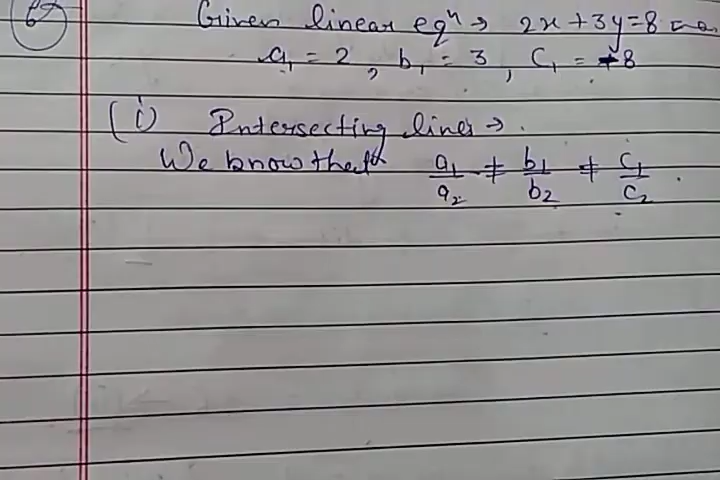 6
Given linear eqⁿ → 2x + 3y = 8
a₁ = 2 , b₁ = 3 , C₁ = -8
(i) Intersecting lines → .
We know that a₁/a₂ ≠ b₁/b₂ ≠ C₁/C₂ .